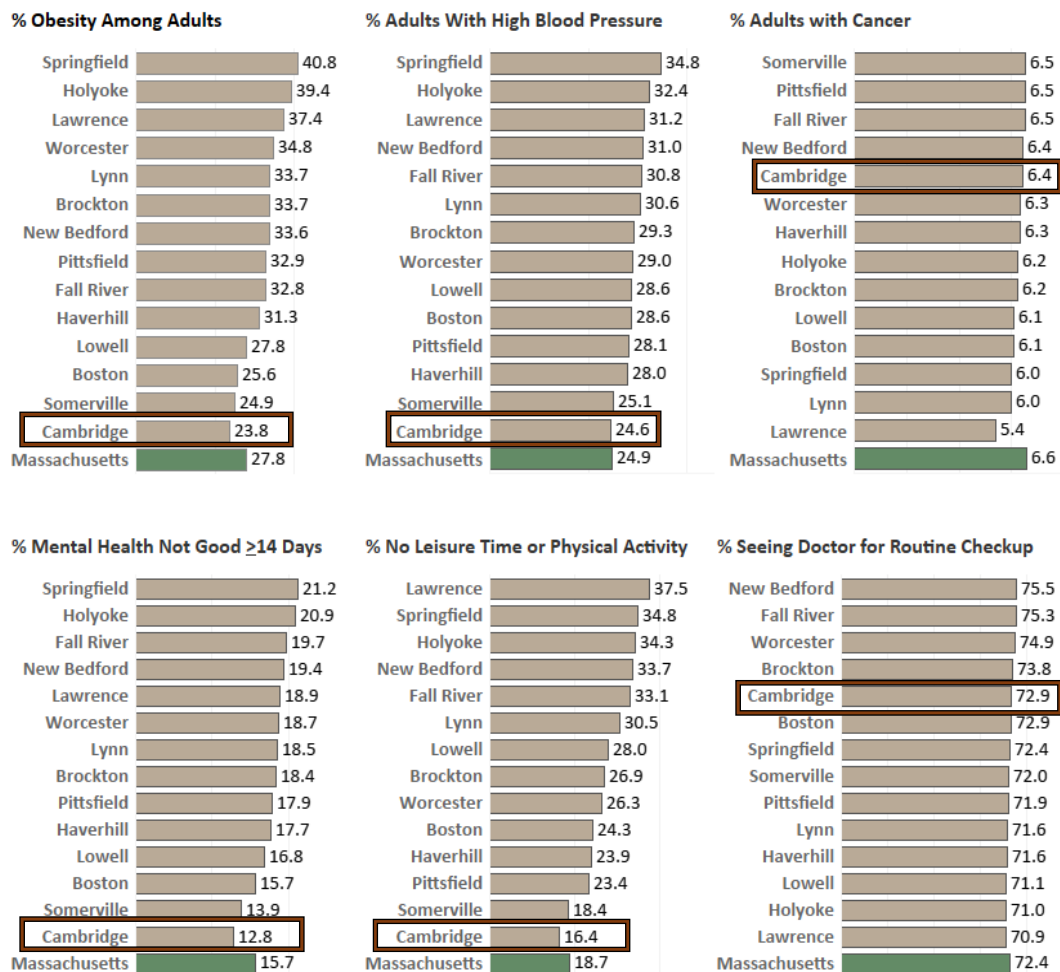 % Obesity Among Adults
Springfield 40.8
Holyoke 39.4
Lawrence 37.4
Worcester 34.8
Lynn 33.7
Brockton 33.7
New Bedford 33.6
Pittsfield 32.9
Fall River 32.8
Haverhill 31.3
Lowell 27.8
Boston 25.6
Somerville 24.9
Cambridge 23.8
Massachusetts 27.8
% Adults With High Blood Pressure
Springfield 34.8
Holyoke 32.4
Lawrence 31.2
New Bedford 31.0
Fall River 30.8
Lynn 30.6
Brockton 29.3
Worcester 29.0
Lowell 28.6
Boston 28.6
Pittsfield 28.1
Haverhill 28.0
Somerville 25.1
Cambridge 24.6
Massachusetts 24.9
% Adults with Cancer
Somerville 6.5
Pittsfield 6.5
Fall River 6.5
New Bedford 6.4
Cambridge 6.4
Worcester 6.3
Haverhill 6.3
Holyoke 6.2
Brockton 6.2
Lowell 6.1
Boston 6.1
Springfield 6.0
Lynn 6.0
Lawrence 5.4
Massachusetts 6.6
% Mental Health Not Good ≥14 Days
Springfield 21.2
Holyoke 20.9
Fall River 19.7
New Bedford 19.4
Lawrence 18.9
Worcester 18.7
Lynn 18.5
Brockton 18.4
Pittsfield 17.9
Haverhill 17.7
Lowell 16.8
Boston 15.7
Somerville 13.9
Cambridge 12.8
Massachusetts 15.7
% No Leisure Time or Physical Activity
Lawrence 37.5
Springfield 34.8
Holyoke 34.3
New Bedford 33.7
Fall River 33.1
Lynn 30.5
Lowell 28.0
Brockton 26.9
Worcester 26.3
Boston 24.3
Haverhill 23.9
Pittsfield 23.4
Somerville 18.4
Cambridge 16.4
Massachusetts 18.7
% Seeing Doctor for Routine Checkup
New Bedford 75.5
Fall River 75.3
Worcester 74.9
Brockton 73.8
Cambridge 72.9
Boston 72.9
Springfield 72.4
Somerville 72.0
Pittsfield 71.9
Lynn 71.6
Haverhill 71.6
Lowell 71.1
Holyoke 71.0
Lawrence 70.9
Massachusetts 72.4